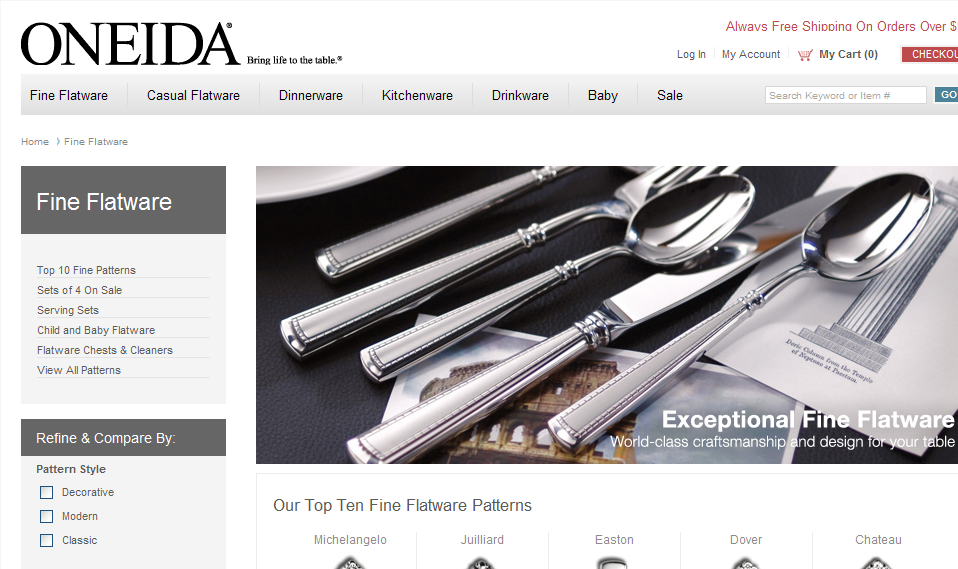 ONEIDA® Bring life to the table.®
Always Free Shipping On Orders Over $
Log In My Account My Cart (0) CHECKOU
Fine Flatware Casual Flatware Dinnerware Kitchenware Drinkware Baby Sale Search Keyword or Item # GO
Home Fine Flatware
Fine Flatware
Top 10 Fine Patterns
Sets of 4 On Sale
Serving Sets
Child and Baby Flatware
Flatware Chests & Cleaners
View All Patterns
Refine & Compare By:
Pattern Style
Decorative
Modern
Classic
Doric Column from the Temple
of Neptune at Paestum.
Exceptional Fine Flatware
World-class craftsmanship and design for your table
Our Top Ten Fine Flatware Patterns
Michelangelo Juilliard Easton Dover Chateau